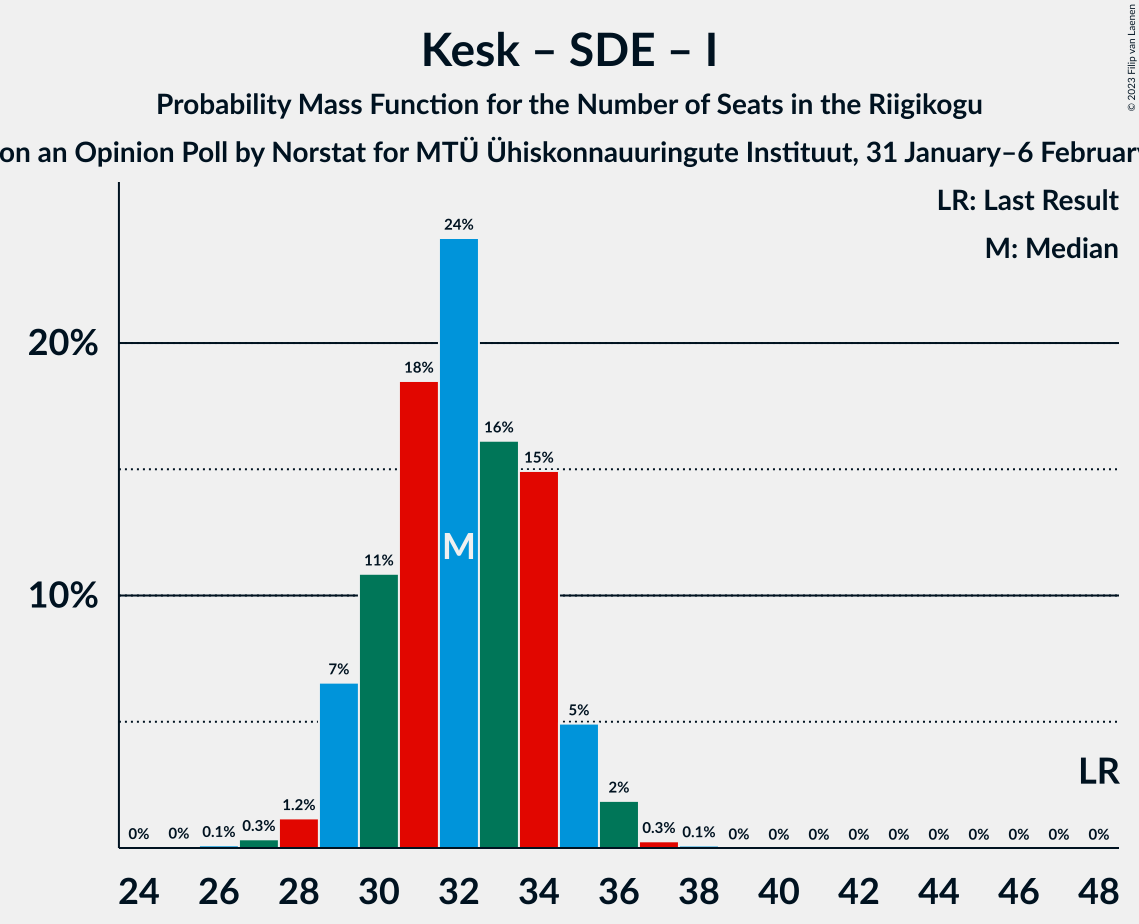 Kesk – SDE – I
Probability Mass Function for the Number of Seats in the Riigikogu
on an Opinion Poll by Norstat for MTÜ Ühiskonnauuringute Instituut, 31 January–6 February
© 2023 Filip van Laenen
LR: Last Result
M: Median
20%
10%
0% 0% 0.1% 0.3% 1.2% 7% 11% 18% 24% 16% 15% 5% 2% 0.3% 0.1% 0% 0% 0% 0% 0% 0% 0% 0% 0% 0%
M
LR
24 26 28 30 32 34 36 38 40 42 44 46 48